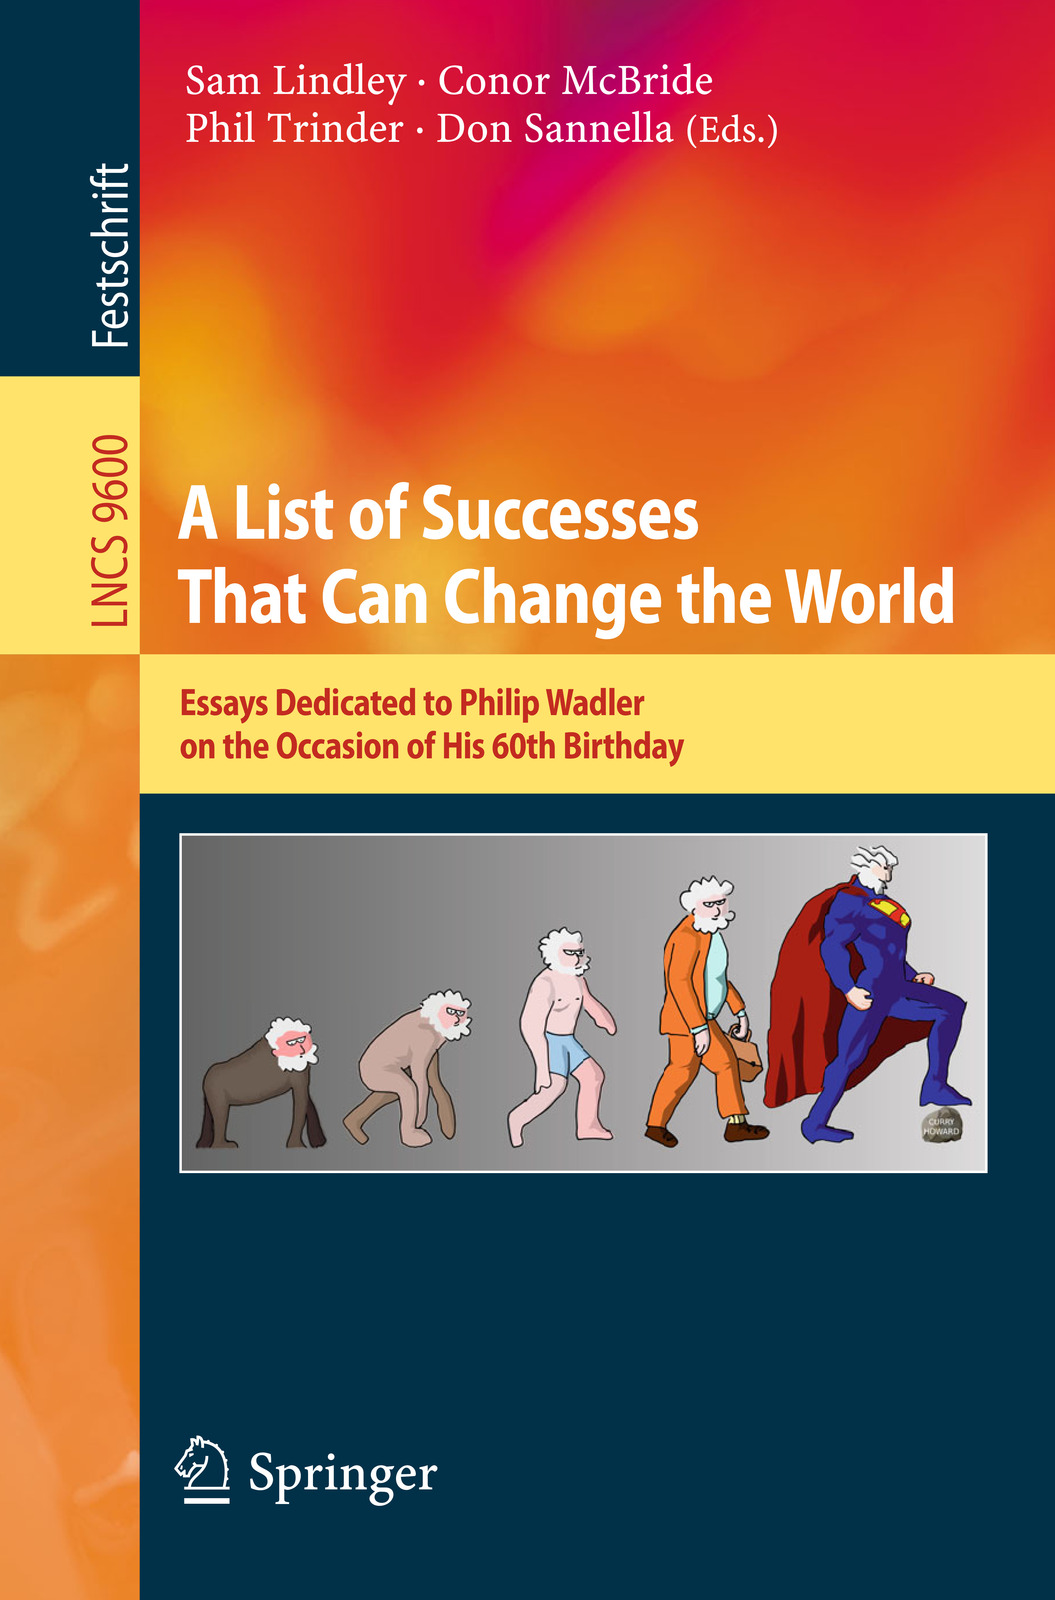 Sam Lindley · Conor McBride
Phil Trinder · Don Sannella (Eds.)
Festschrift
LNCS 9600
A List of Successes
That Can Change the World
Essays Dedicated to Philip Wadler
on the Occasion of His 60th Birthday
CURRY
HOWARD
Springer